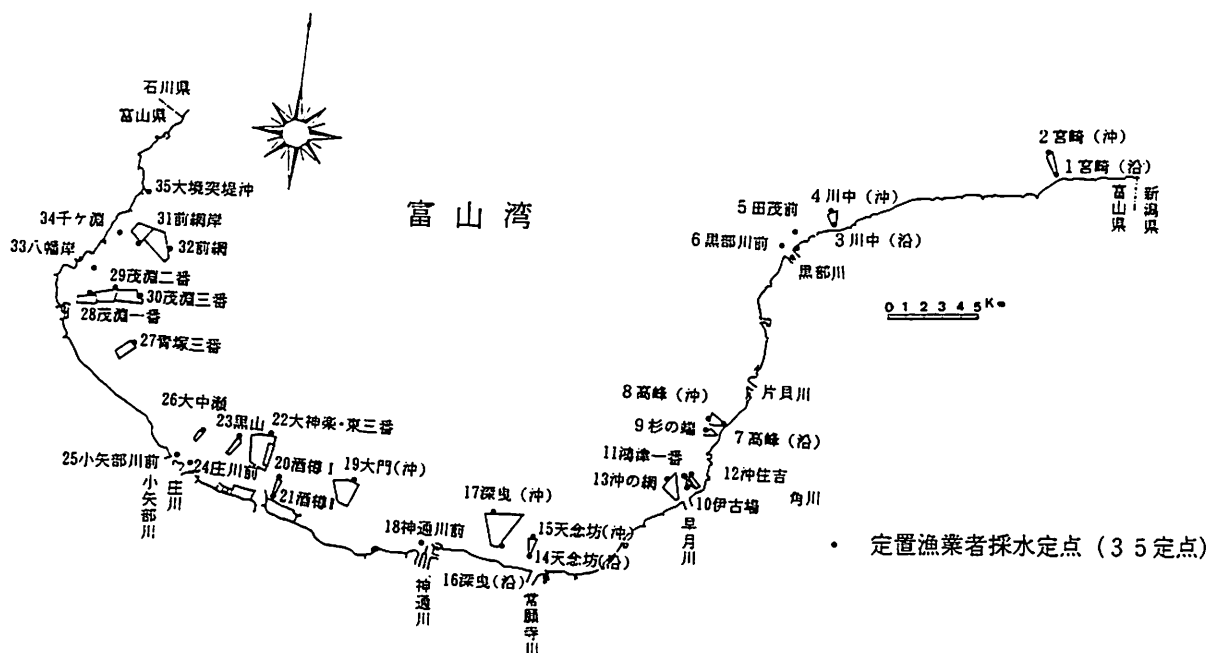 石川県
富山県
35大境突堤沖
34千ケ淵
31前網岸
33八幡岸
32前網
29茂淵二番
30茂淵三番
28茂淵一番
27青塚三番
26大中瀬
23黒山
22大神楽・東三番
25小矢部川前
24庄川前
20酒樽Ⅰ
19大門(沖)
21酒樽Ⅱ
小矢部川
庄川
富山湾
18神通川前
神通川
17深曳(沖)
15天念坊(沖)
14天念坊(沿)
16深曳(沿)
常願寺川
2宮崎(沖)
1宮崎(沿)
富山県
新潟県
4川中(沖)
5田茂前
3川中(沿)
6黒部川前
黒部川
0 1 2 3 4 5 Km
片貝川
8高峰(沖)
9杉の端
7高峰(沿)
11鴻津一番
12沖住吉
13沖の網
角川
10伊古場
早月川
• 定置漁業者採水定点(35定点)